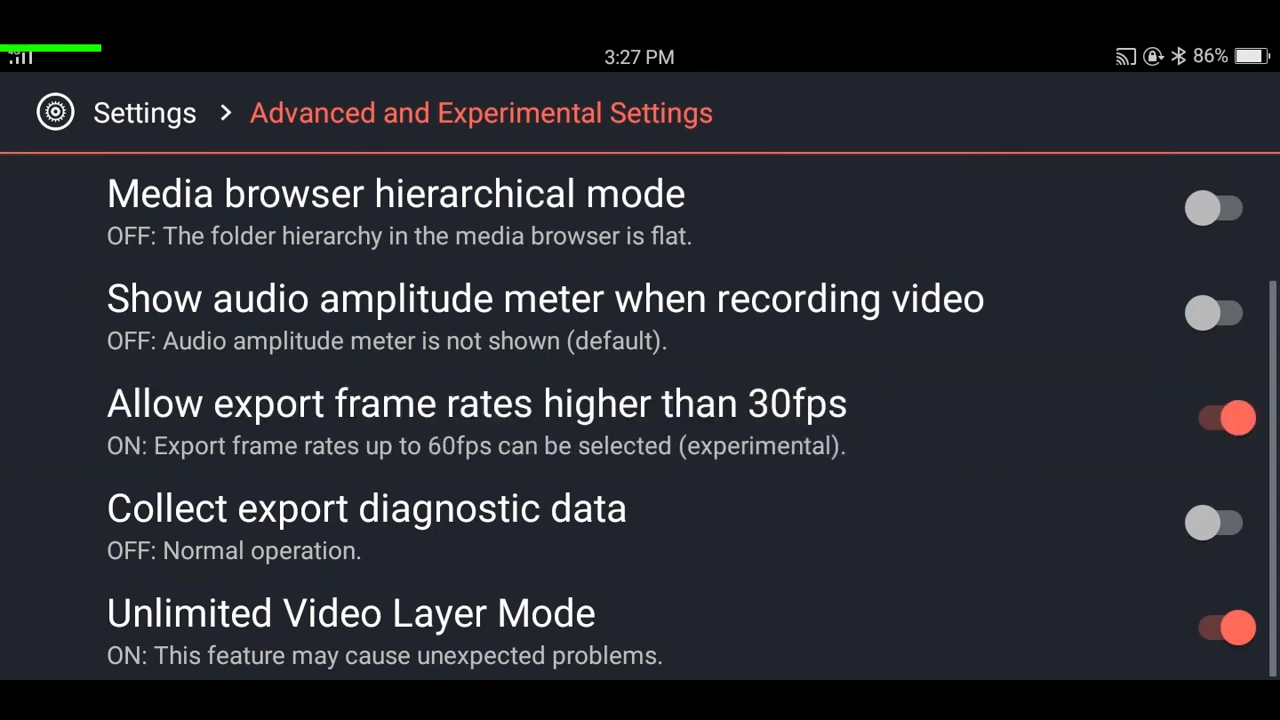 3:27 PM
86%
Settings > Advanced and Experimental Settings
Media browser hierarchical mode
OFF: The folder hierarchy in the media browser is flat.
Show audio amplitude meter when recording video
OFF: Audio amplitude meter is not shown (default).
Allow export frame rates higher than 30fps
ON: Export frame rates up to 60fps can be selected (experimental).
Collect export diagnostic data
OFF: Normal operation.
Unlimited Video Layer Mode
ON: This feature may cause unexpected problems.